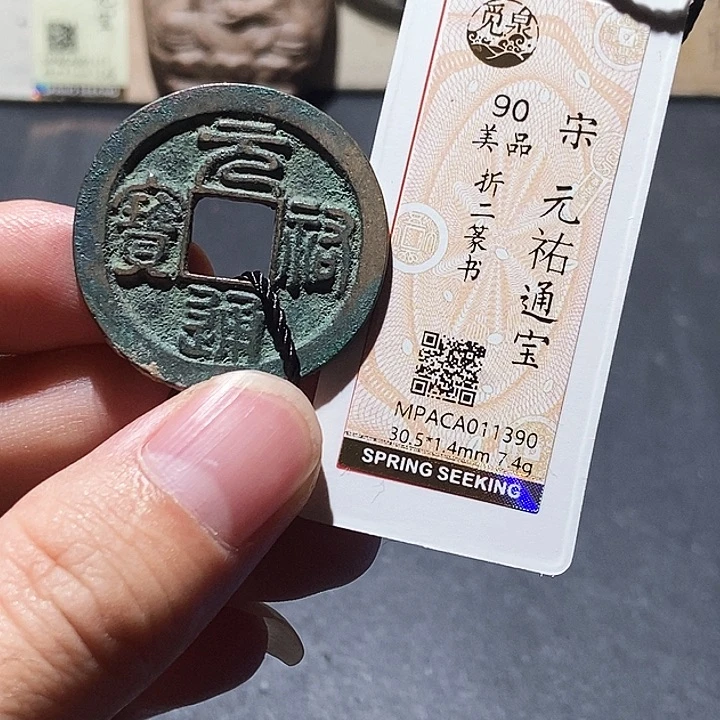 元祐通寳
觅泉
90
美品
折二篆书
宋 元祐通宝
MPACA011390
30.5*1.4mm 7.4g
SPRING SEEKING